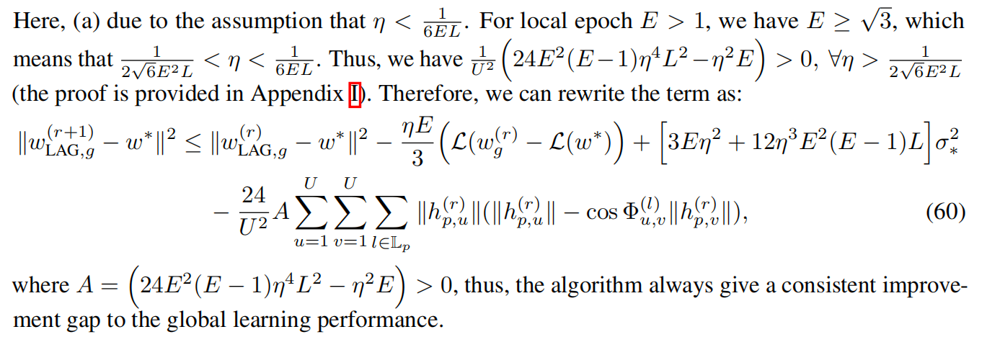 Here, (a) due to the assumption that $\eta < \frac{1}{6EL}$. For local epoch $E > 1$, we have $E \geq \sqrt{3}$, which
means that $\frac{1}{2\sqrt{6}E^2L} < \eta < \frac{1}{6EL}$. Thus, we have $\frac{1}{U^2}\left(24E^2(E-1)\eta^4L^2 - \eta^2E\right) > 0, \forall\eta > \frac{1}{2\sqrt{6}E^2L}$
(the proof is provided in Appendix I). Therefore, we can rewrite the term as:
$\|w_{\text{LAG},g}^{(r+1)} - w^*\|^2 \leq \|w_{\text{LAG},g}^{(r)} - w^*\|^2 - \frac{\eta E}{3}\left(\mathcal{L}(w_g^{(r)} - \mathcal{L}(w^*)\right) + \left[3E\eta^2 + 12\eta^3E^2(E-1)L\right]\sigma_*^2$
$- \frac{24}{U^2}A\sum_{u=1}^{U}\sum_{v=1}^{U}\sum_{l\in\mathbb{L}_p}\|h_{p,u}^{(r)}\|(\|h_{p,u}^{(r)}\| - \cos\Phi_{u,v}^{(l)}\|h_{p,v}^{(r)}\|),$ (60)
where $A = \left(24E^2(E-1)\eta^4L^2 - \eta^2E\right) > 0$, thus, the algorithm always give a consistent improve-
ment gap to the global learning performance.